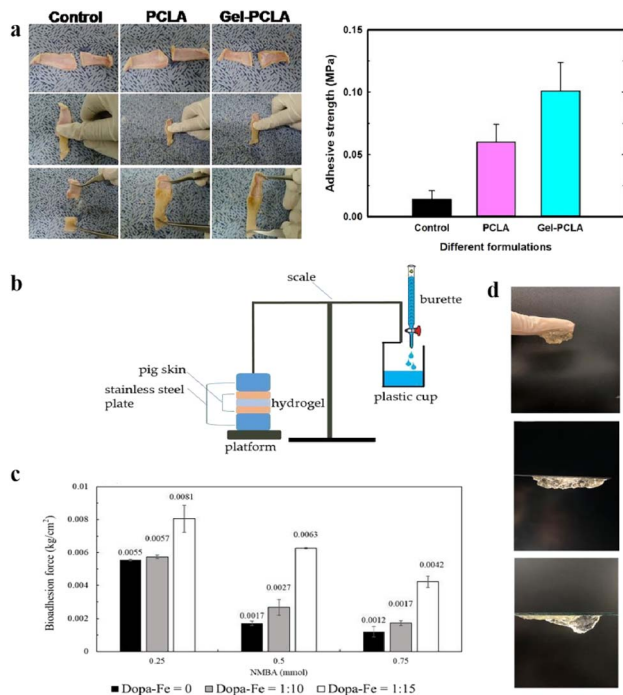 a
Control PCLA Gel-PCLA
Adhesive strength (MPa)
0.15
0.10
0.05
0.00
Control PCLA Gel-PCLA
Different formulations
b
scale
burette
pig skin
stainless steel
plate
hydrogel
platform
plastic cup
c
Bioadhesion force (kg/cm²)
0.01
0.008
0.006
0.004
0.002
0
0.0055
0.0057
0.0081
0.0017
0.0027
0.0063
0.0012
0.0017
0.0042
0.25 0.5 0.75
NMBA (mmol)
Dopa-Fe = 0 Dopa-Fe = 1:10 Dopa-Fe = 1:15
d